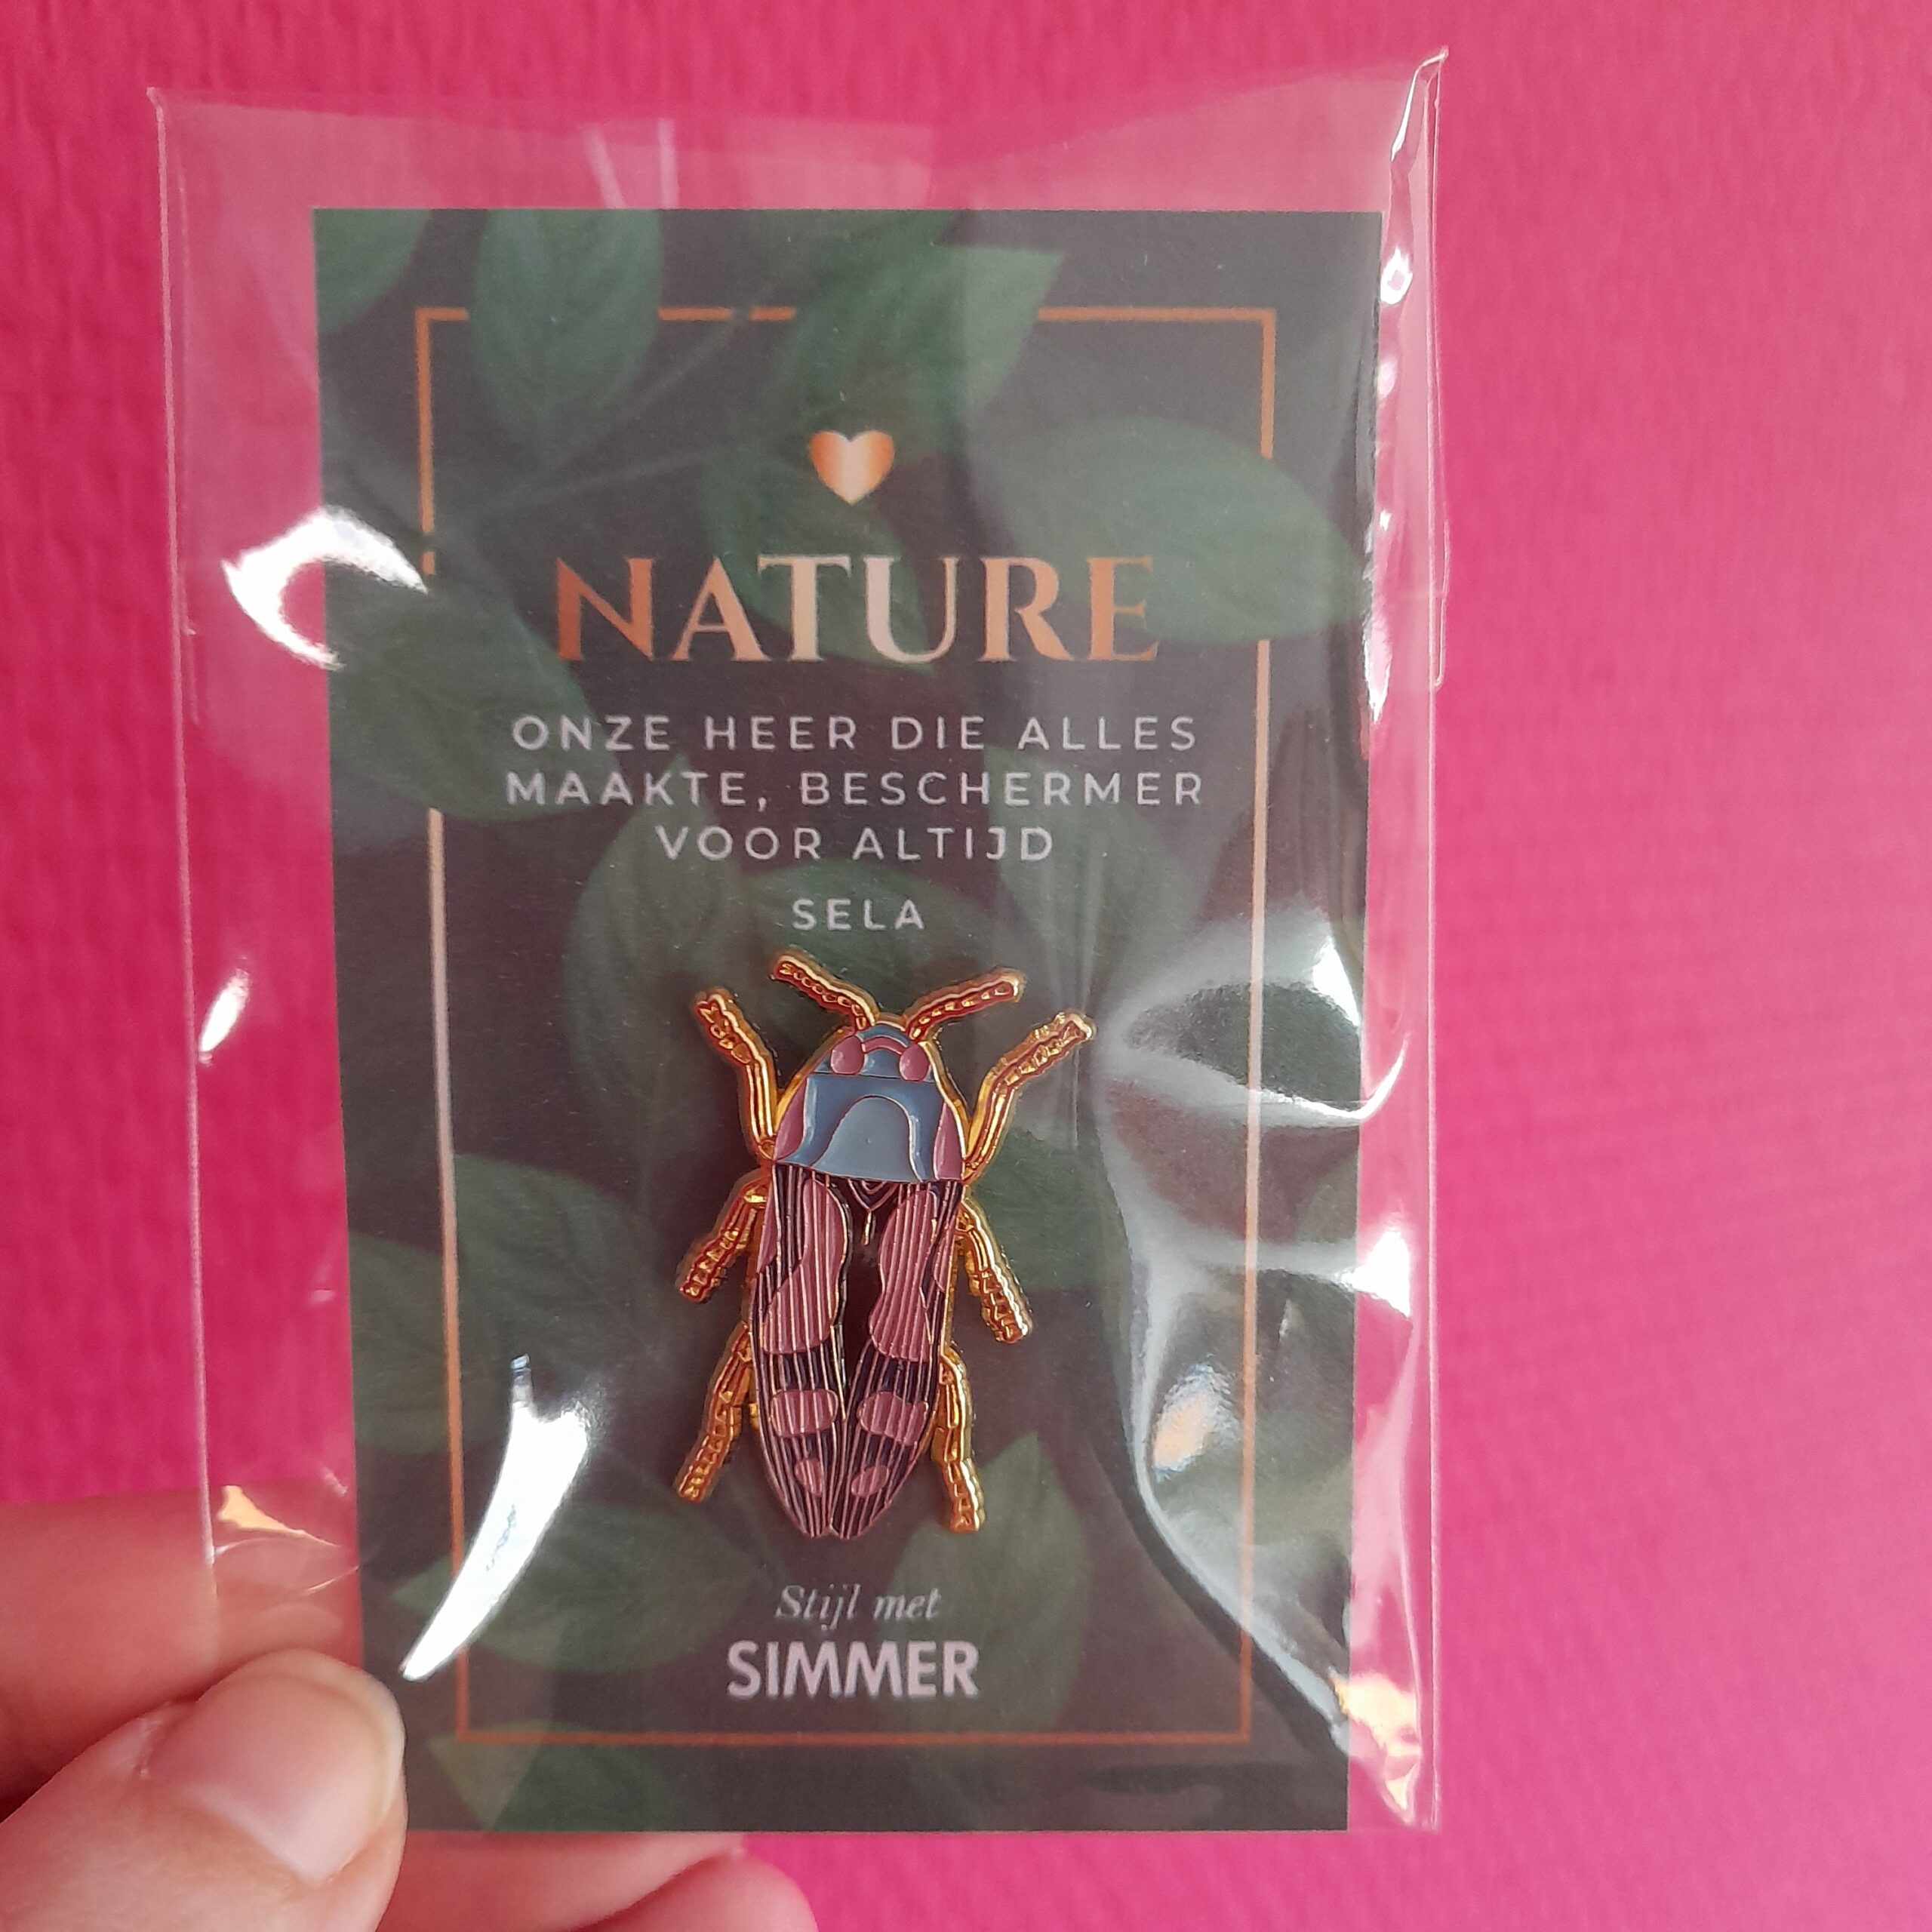 NATURE
ONZE HEER DIE ALLES
MAAKTE, BESCHERMER
VOOR ALTIJD
SELA
Stijl met
SIMMER